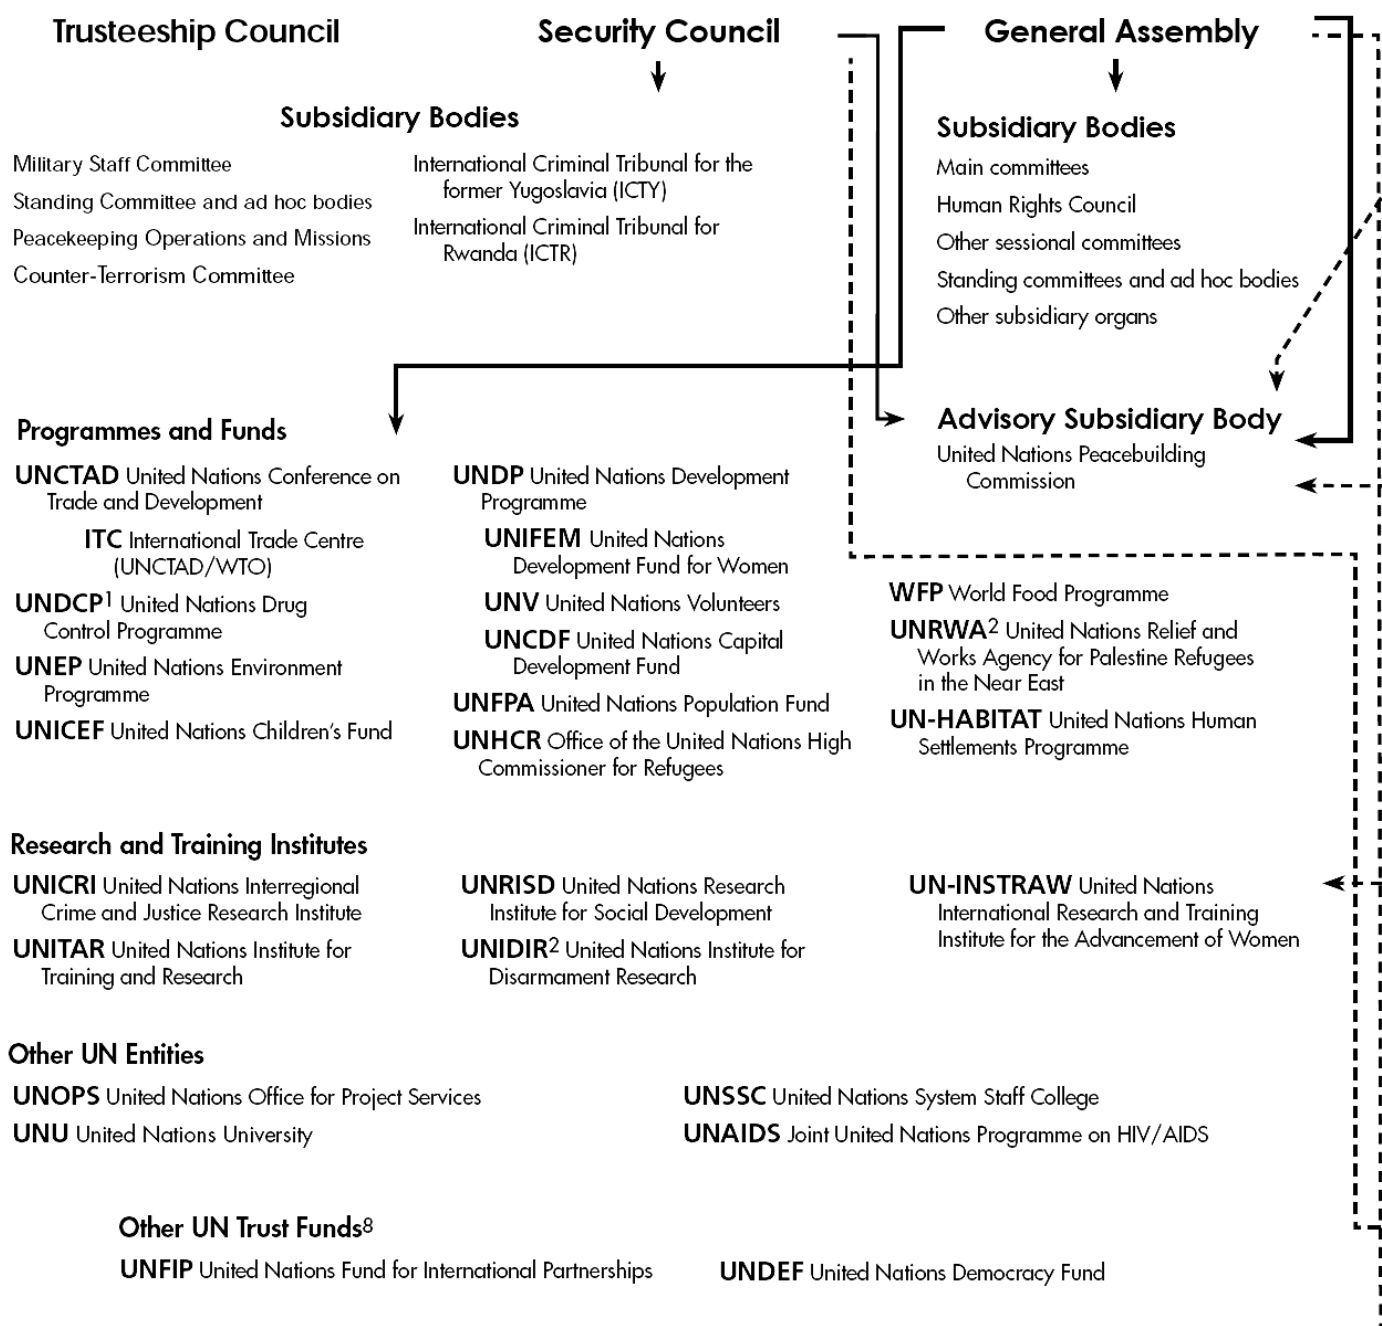 Trusteeship Council
Security Council
General Assembly
Subsidiary Bodies
Military Staff Committee
Standing Committee and ad hoc bodies
Peacekeeping Operations and Missions
Counter-Terrorism Committee
International Criminal Tribunal for the
former Yugoslavia (ICTY)
International Criminal Tribunal for
Rwanda (ICTR)
Subsidiary Bodies
Main committees
Human Rights Council
Other sessional committees
Standing committees and ad hoc bodies
Other subsidiary organs
Advisory Subsidiary Body
United Nations Peacebuilding
Commission
Programmes and Funds
UNCTAD United Nations Conference on
Trade and Development
ITC International Trade Centre
(UNCTAD/WTO)
UNDCP1 United Nations Drug
Control Programme
UNEP United Nations Environment
Programme
UNICEF United Nations Children’s Fund
UNDP United Nations Development
Programme
UNIFEM United Nations
Development Fund for Women
UNV United Nations Volunteers
UNCDF United Nations Capital
Development Fund
UNFPA United Nations Population Fund
UNHCR Office of the United Nations High
Commissioner for Refugees
WFP World Food Programme
UNRWA2 United Nations Relief and
Works Agency for Palestine Refugees
in the Near East
UN-HABITAT United Nations Human
Settlements Programme
Research and Training Institutes
UNICRI United Nations Interregional
Crime and Justice Research Institute
UNITAR United Nations Institute for
Training and Research
UNRISD United Nations Research
Institute for Social Development
UNIDIR2 United Nations Institute for
Disarmament Research
UN-INSTRAW United Nations
International Research and Training
Institute for the Advancement of Women
Other UN Entities
UNOPS United Nations Office for Project Services
UNU United Nations University
UNSSC United Nations System Staff College
UNAIDS Joint United Nations Programme on HIV/AIDS
Other UN Trust Funds8
UNFIP United Nations Fund for International Partnerships
UNDEF United Nations Democracy Fund